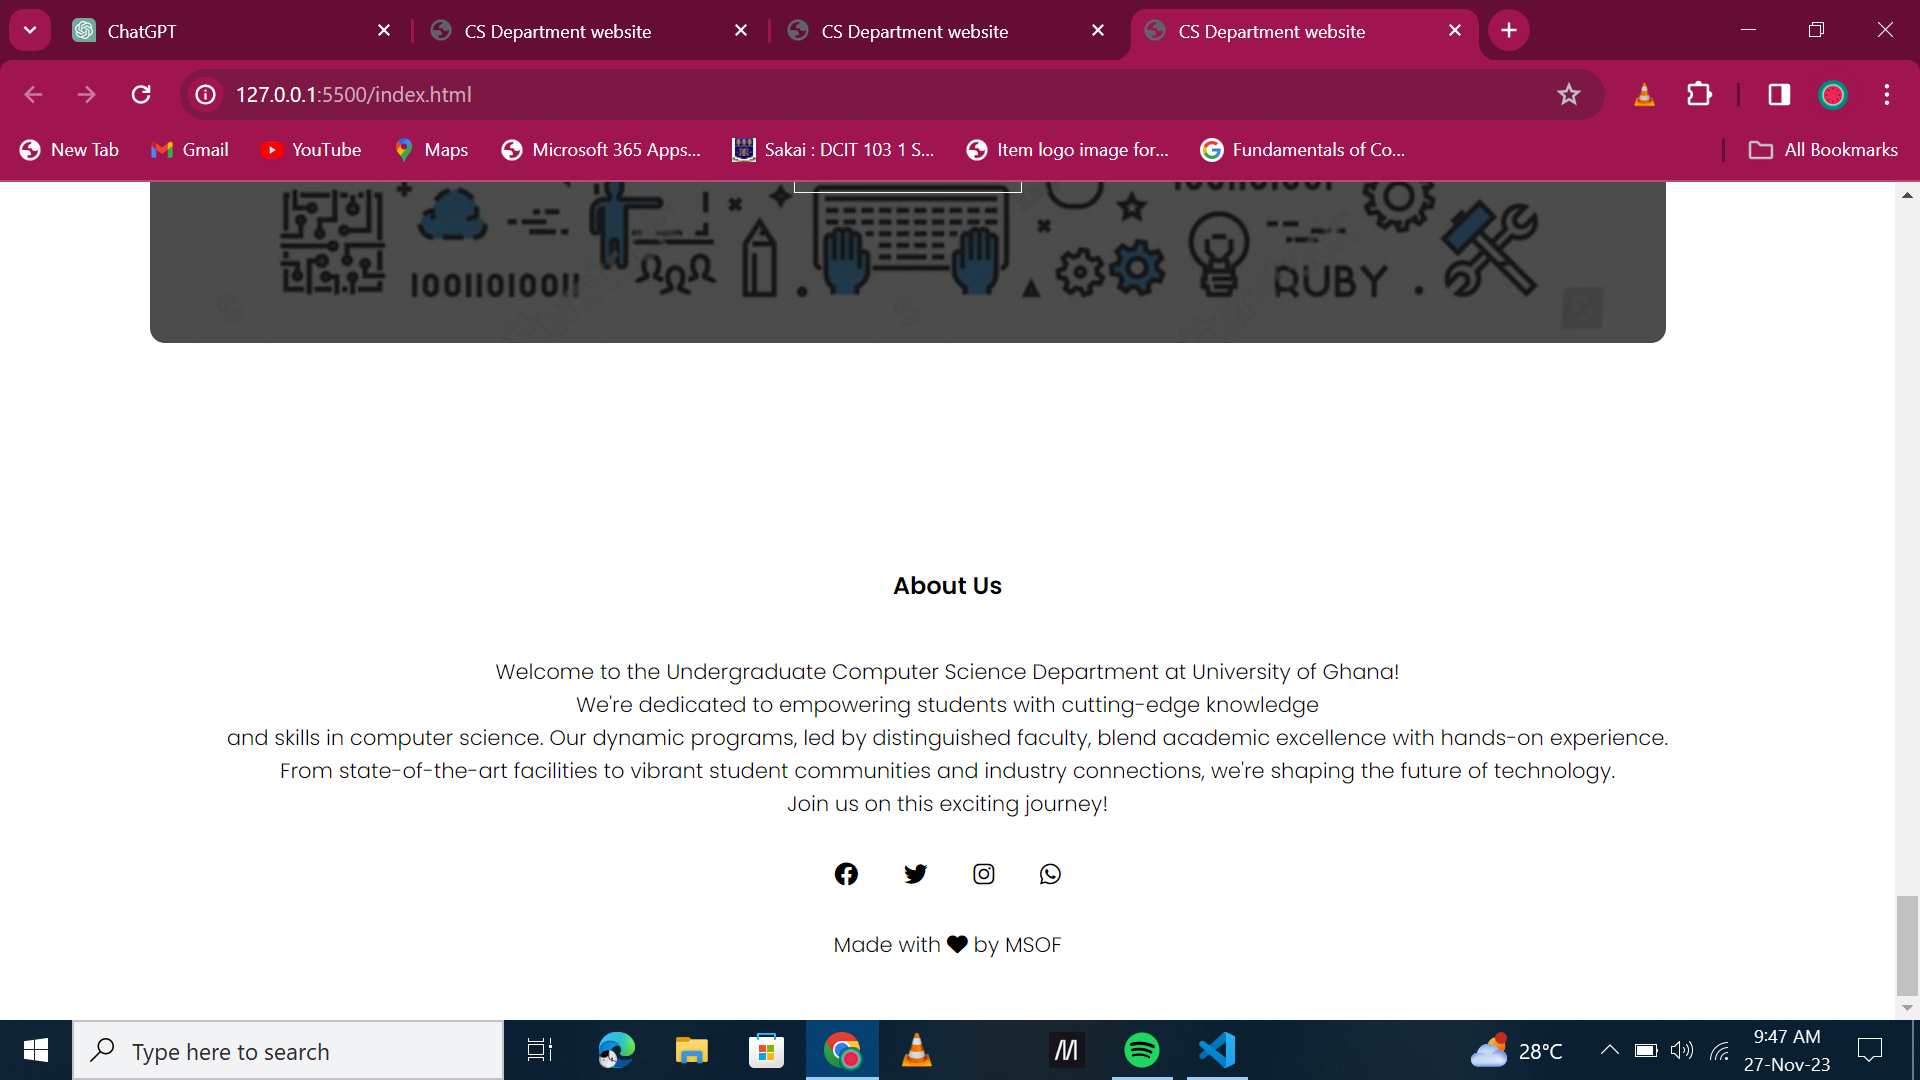 ChatGPT
CS Department website
CS Department website
CS Department website
127.0.0.1:5500/index.html
New Tab
Gmail
YouTube
Maps
Microsoft 365 Apps...
Sakai : DCIT 103 1 S...
Item logo image for...
Fundamentals of Co...
All Bookmarks
10011010011
RUBY
About Us
Welcome to the Undergraduate Computer Science Department at University of Ghana!
We're dedicated to empowering students with cutting-edge knowledge
and skills in computer science. Our dynamic programs, led by distinguished faculty, blend academic excellence with hands-on experience.
From state-of-the-art facilities to vibrant student communities and industry connections, we're shaping the future of technology.
Join us on this exciting journey!
Made with by MSOF
Type here to search
28°C
9:47 AM
27-Nov-23